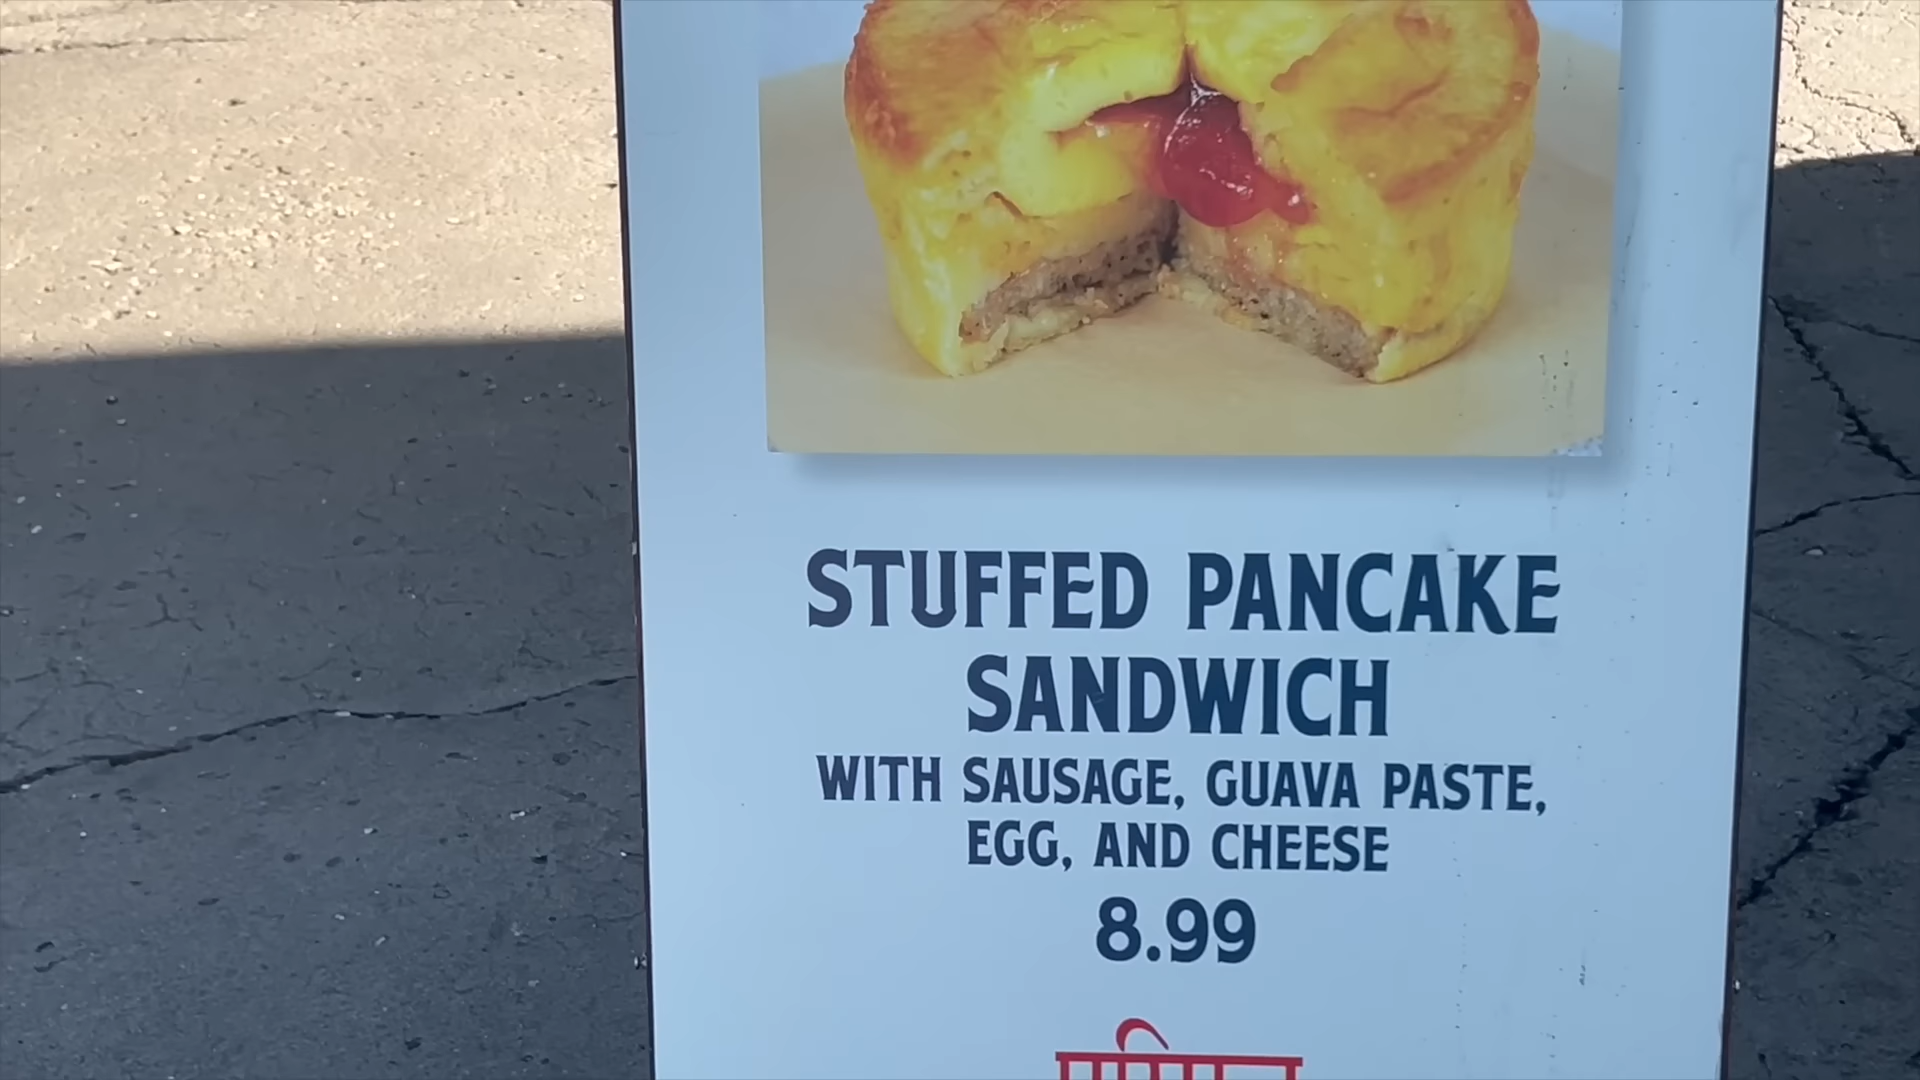 STUFFED PANCAKE
SANDWICH
WITH SAUSAGE, GUAVA PASTE,
EGG, AND CHEESE
8.99